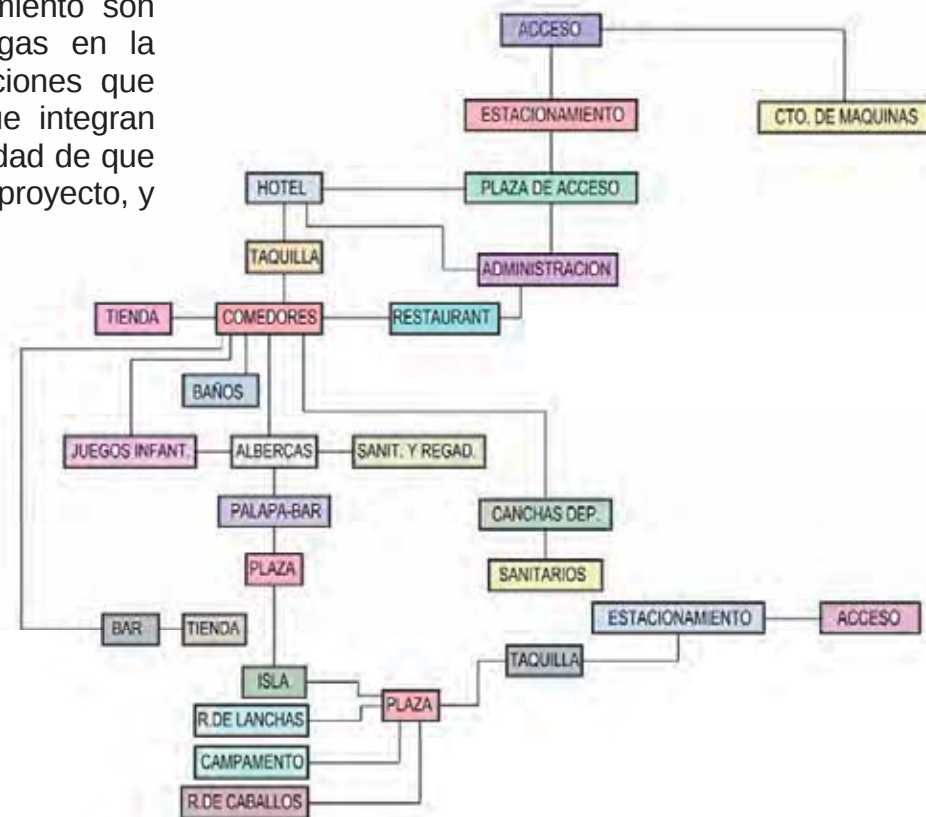 miento son
gas en la
ciones que
ue integran
dad de que
proyecto, y
ACCESO
ESTACIONAMIENTO
CTO. DE MAQUINAS
HOTEL
PLAZA DE ACCESO
TAQUILLA
ADMINISTRACION
TIENDA
COMEDORES
RESTAURANT
BAÑOS
JUEGOS INFANT.
ALBERCAS
SANIT. Y REGAD.
PALAPA-BAR
CANCHAS DEP.
PLAZA
SANITARIOS
BAR
TIENDA
ESTACIONAMIENTO
ACCESO
TAQUILLA
ISLA
PLAZA
R.DE LANCHAS
CAMPAMENTO
R.DE CABALLOS